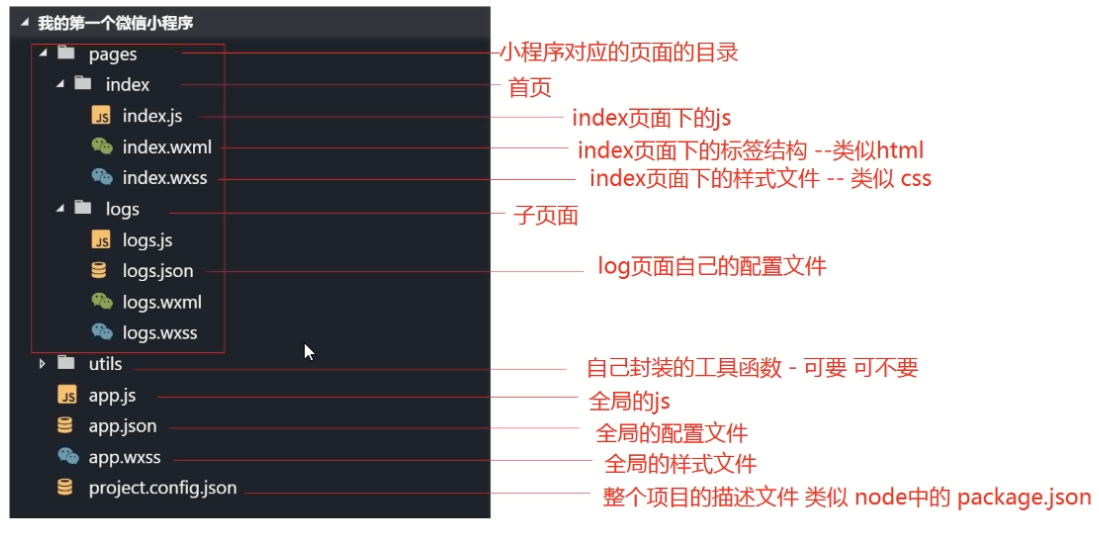 我的第一个微信小程序
pages 小程序对应的页面的目录
index 首页
JS index.js index页面下的js
index.wxml index页面下的标签结构 --类似html
index.wxss index页面下的样式文件 -- 类似 css
logs 子页面
JS logs.js
logs.json log页面自己的配置文件
logs.wxml
logs.wxss
utils 自己封装的工具函数 - 可要 可不要
JS app.js 全局的js
app.json 全局的配置文件
app.wxss 全局的样式文件
project.config.json 整个项目的描述文件 类似 node中的 package.json